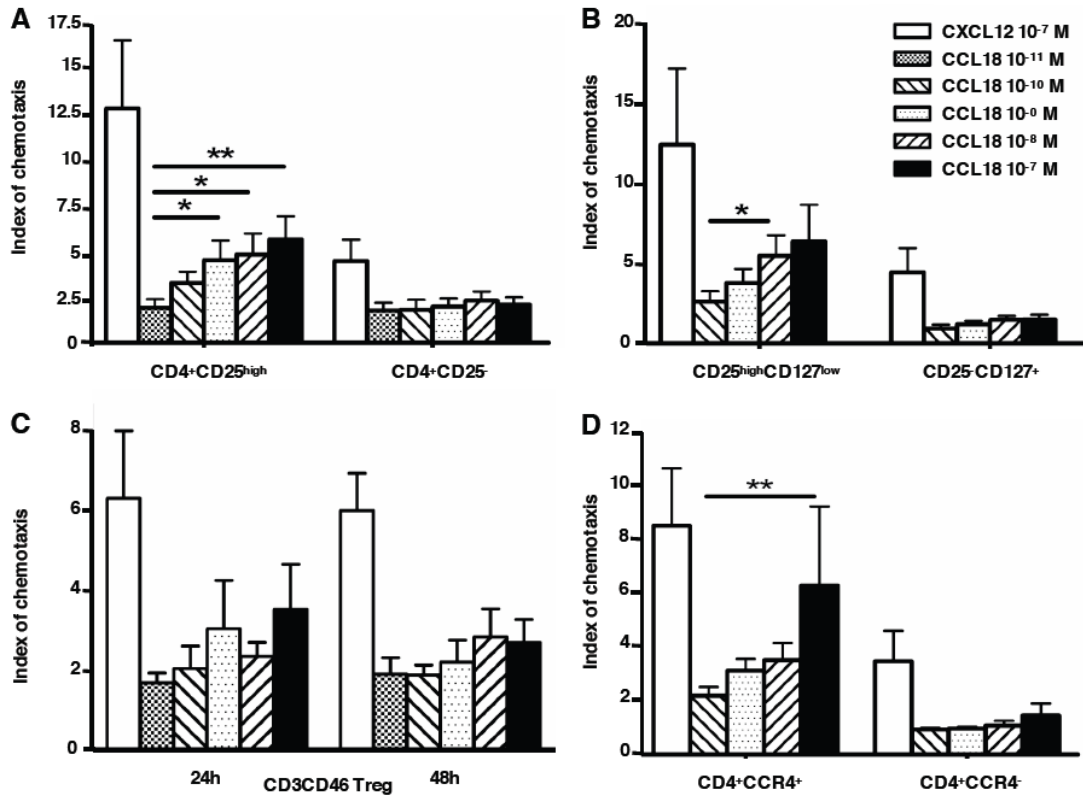 A
Index of chemotaxis
17.5
15
12.5
10
7.5
5
2.5
0
**
*
*
CD4+CD25high
CD4+CD25-
B
Index of chemotaxis
20
15
10
5
0
*
CD25highCD127low
CD25-CD127+
CXCL12 10-7 M
CCL18 10-11 M
CCL18 10-10 M
CCL18 10-0 M
CCL18 10-8 M
CCL18 10-7 M
C
Index of chemotaxis
8
6
4
2
0
24h
CD3CD46 Treg
48h
D
Index of chemotaxis
12
10
8
6
4
2
0
**
CD4+CCR4+
CD4+CCR4-